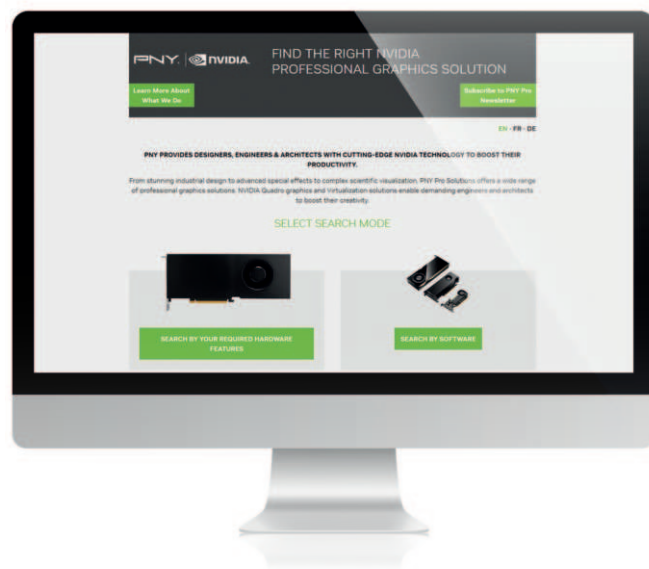 PNY. NVIDIA.
FIND THE RIGHT NVIDIA
PROFESSIONAL GRAPHICS SOLUTION
Learn More About
What We Do
Subscribe to PNY Pro
Newsletter
EN - FR - DE
PNY PROVIDES DESIGNERS, ENGINEERS & ARCHITECTS WITH CUTTING-EDGE NVIDIA TECHNOLOGY TO BOOST THEIR
PRODUCTIVITY.
From stunning industrial design to advanced special effects to complex scientific visualization, PNY Pro Solutions offers a wide range
of professional graphics solutions. NVIDIA Quadro graphics and Virtualization solutions enable demanding engineers and architects
to boost their creativity.
SELECT SEARCH MODE
SEARCH BY YOUR REQUIRED HARDWARE
FEATURES
SEARCH BY SOFTWARE